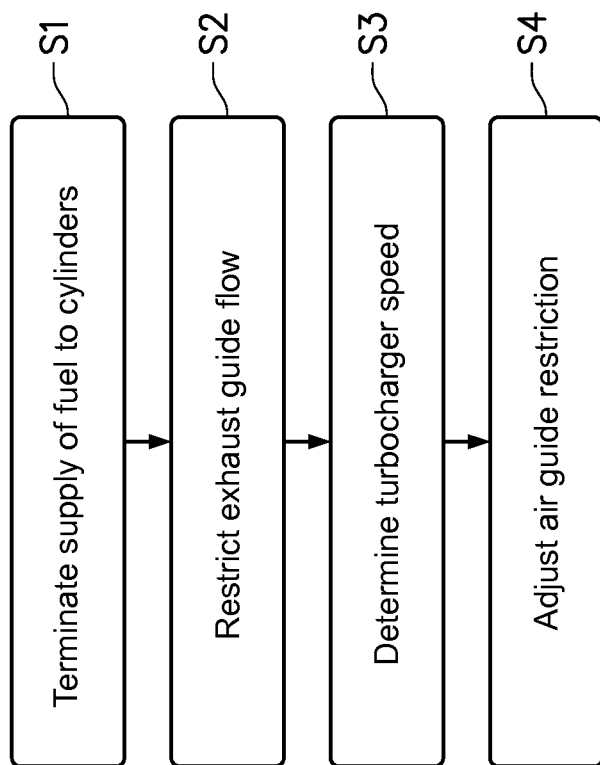 S1
Terminate supply of fuel to cylinders
S2
Restrict exhaust guide flow
S3
Determine turbocharger speed
S4
Adjust air guide restriction